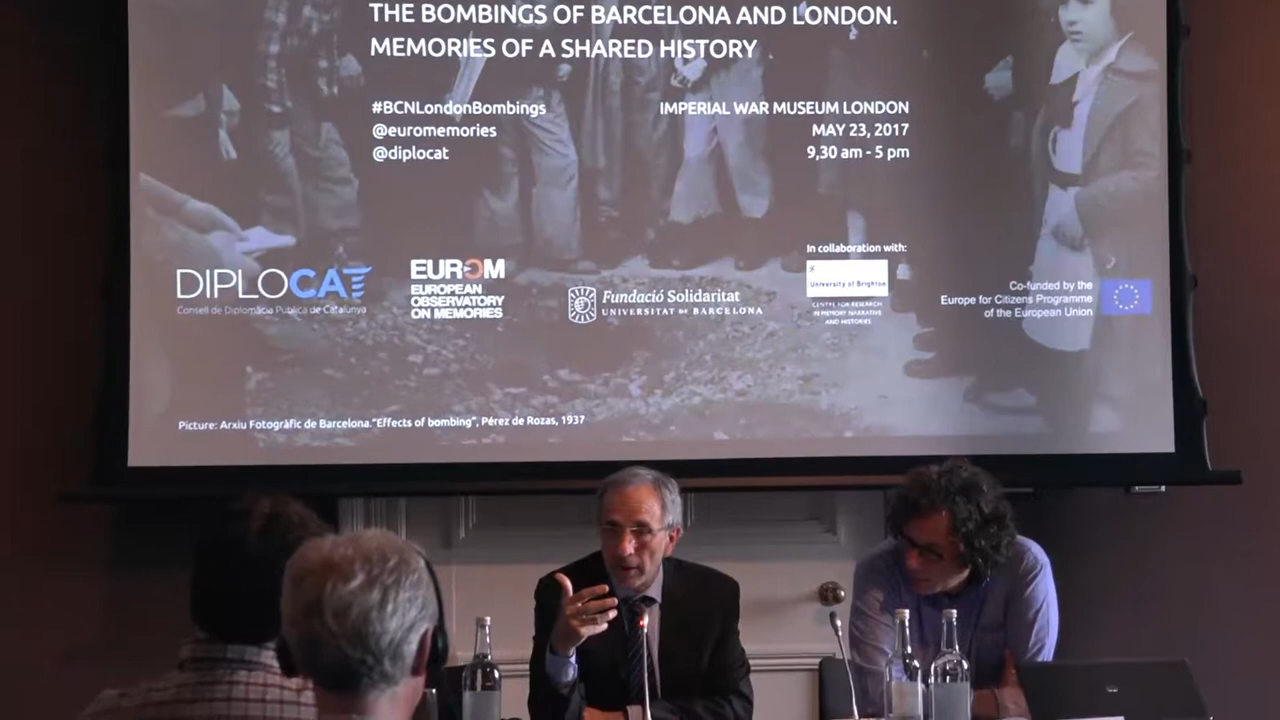 THE BOMBINGS OF BARCELONA AND LONDON.
MEMORIES OF A SHARED HISTORY
#BCNLondonBombings
@euromemories
@diplocat
IMPERIAL WAR MUSEUM LONDON
MAY 23, 2017
9,30 am - 5 pm
DIPLOCAT
Consell de Diplomàcia Pública de Catalunya
EUROM
EUROPEAN
OBSERVATORY
ON MEMORIES
Fundació Solidaritat
UNIVERSITAT DE BARCELONA
In collaboration with:
University of Brighton
CENTRE FOR RESEARCH
IN MEMORY NARRATIVE
AND HISTORIES
Co-funded by the
Europe for Citizens Programme
of the European Union
Picture: Arxiu Fotogràfic de Barcelona."Effects of bombing", Pérez de Rozas, 1937